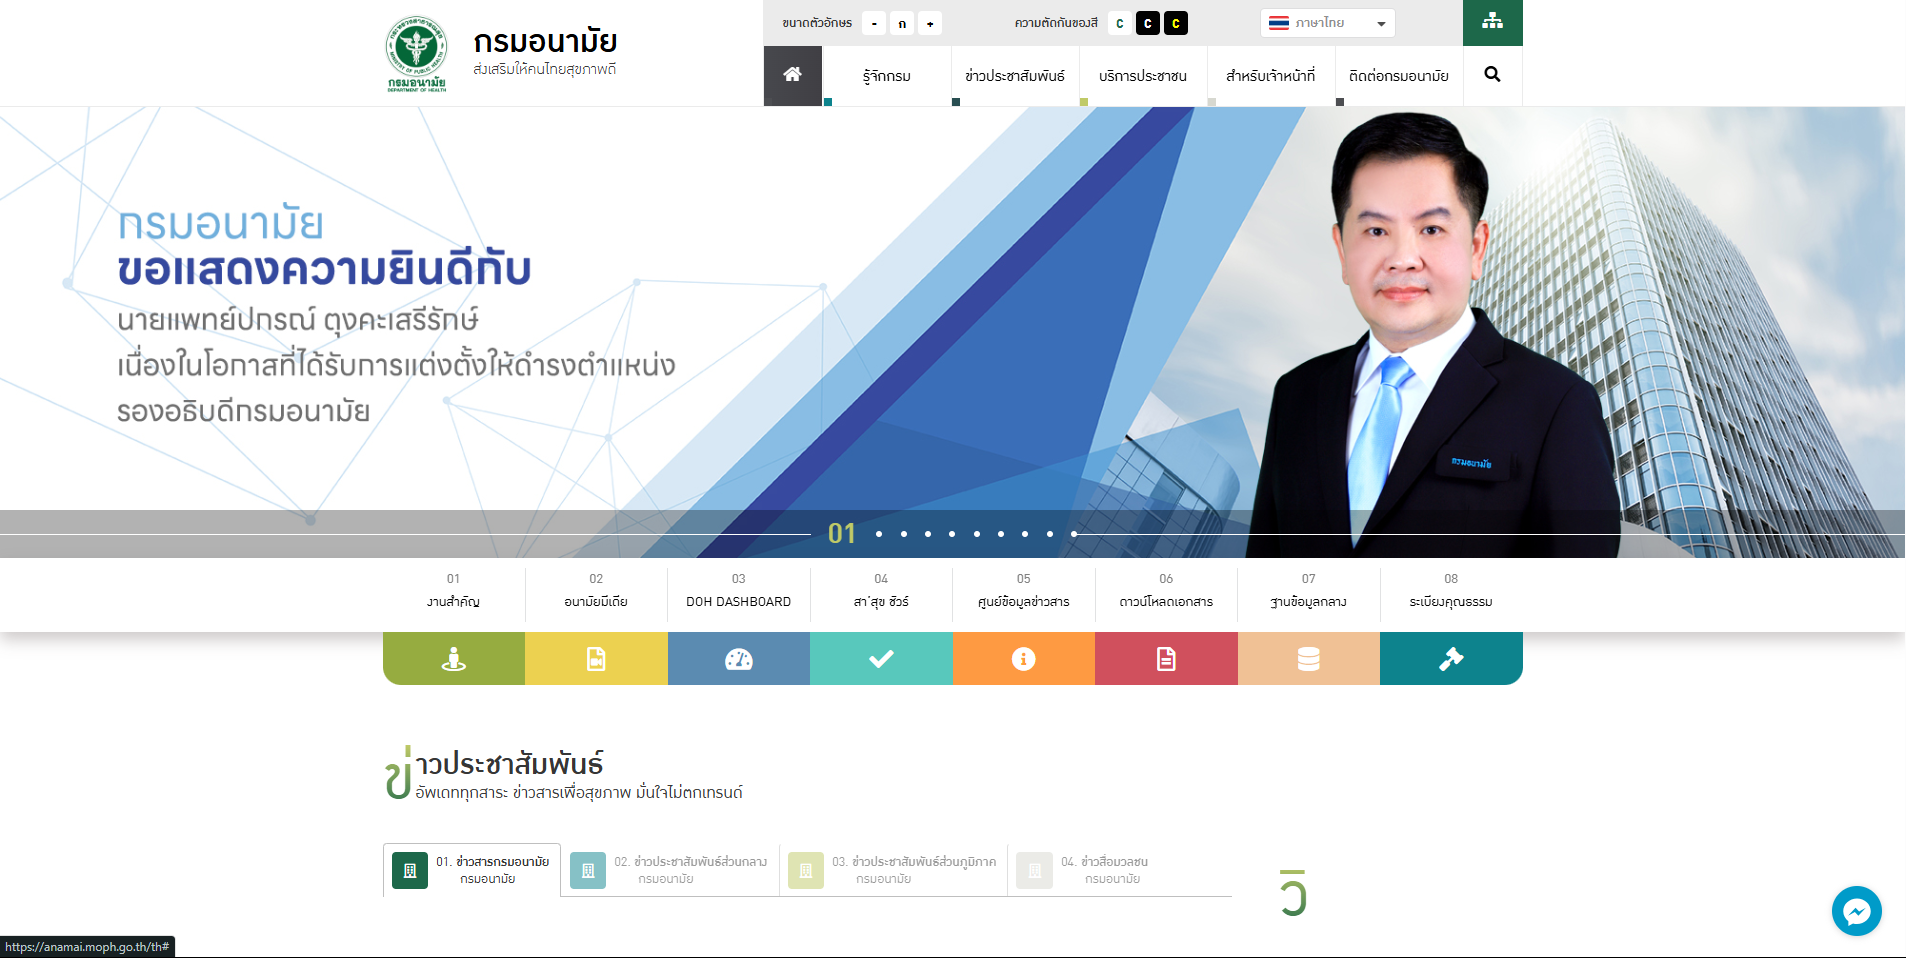 กระทรวงสาธารณสุข
MINISTRY OF PUBLIC HEALTH
กรมอนามัย
DEPARTMENT OF HEALTH
กรมอนามัย
ส่งเสริมให้คนไทยสุขภาพดี
ขนาดตัวอักษร - ก +
ความตัดกันของสี C C C
ภาษาไทย
รู้จักกรม
ข่าวประชาสัมพันธ์
บริการประชาชน
สำหรับเจ้าหน้าที่
ติดต่อกรมอนามัย
กรมอนามัย
ขอแสดงความยินดีกับ
นายแพทย์ปกรณ์ ตุงคะเสรีรักษ์
เนื่องในโอกาสที่ได้รับการแต่งตั้งให้ดำรงตำแหน่ง
รองอธิบดีกรมอนามัย
กรมอนามัย
01
01
งานสำคัญ
02
อนามัยมีเดีย
03
DOH DASHBOARD
04
สา'สุข ชัวร์
05
ศูนย์ข้อมูลข่าวสาร
06
ดาวน์โหลดเอกสาร
07
ฐานข้อมูลกลาง
08
ระเบียงคุณธรรม
ข่าวประชาสัมพันธ์
อัพเดททุกสาระ ข่าวสารเพื่อสุขภาพ มั่นใจไม่ตกเทรนด์
01. ข่าวสารกรมอนามัย
กรมอนามัย
02. ข่าวประชาสัมพันธ์ส่วนกลาง
กรมอนามัย
03. ข่าวประชาสัมพันธ์ส่วนภูมิภาค
กรมอนามัย
04. ข่าวสื่อมวลชน
กรมอนามัย
วิ
https://anamai.moph.go.th/th#